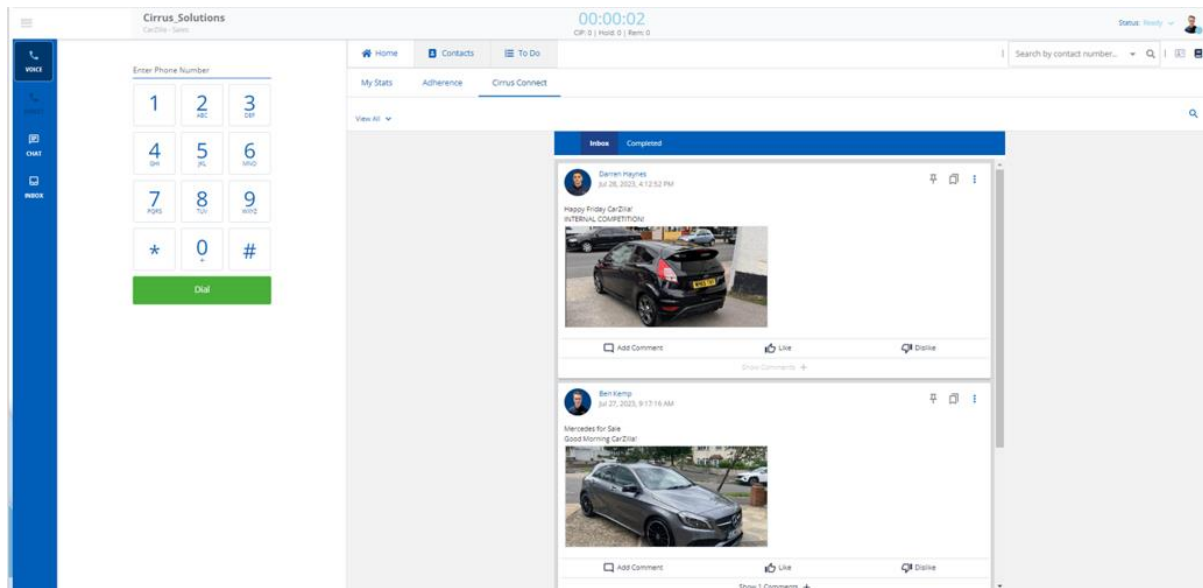 Cirrus_Solutions
CarZilla - Sales
00:00:02
CIP: 0 | Hold: 0 | Rem: 0
Status: Ready
VOICE
CHAT
INBOX
Enter Phone Number
1
2 ABC
3 DEF
4 GHI
5 JKL
6 MNO
7 PQRS
8 TUV
9 WXYZ
*
0 +
#
Dial
Home
Contacts
To Do
Search by contact number...
My Stats
Adherence
Cirrus Connect
View All
Inbox
Completed
Darren Haynes
Jul 28, 2023, 4:12:52 PM
Happy Friday CarZilla!
INTERNAL COMPETITION!
Add Comment
Like
Dislike
Show Comments +
Ben Kemp
Jul 27, 2023, 9:17:16 AM
Mercedes for Sale
Good Morning CarZilla!
Add Comment
Like
Dislike
Show 1 Comments +